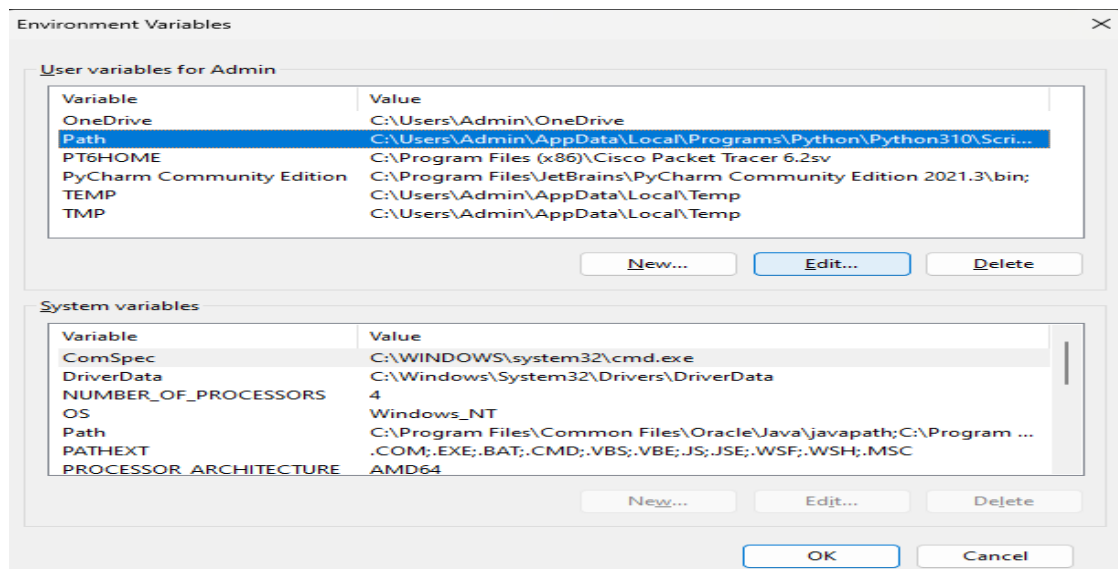 Environment Variables
User variables for Admin
Variable Value
OneDrive C:\Users\Admin\OneDrive
Path C:\Users\Admin\AppData\Local\Programs\Python\Python310\Scri...
PT6HOME C:\Program Files (x86)\Cisco Packet Tracer 6.2sv
PyCharm Community Edition C:\Program Files\JetBrains\PyCharm Community Edition 2021.3\bin;
TEMP C:\Users\Admin\AppData\Local\Temp
TMP C:\Users\Admin\AppData\Local\Temp
New... Edit... Delete
System variables
Variable Value
ComSpec C:\WINDOWS\system32\cmd.exe
DriverData C:\Windows\System32\Drivers\DriverData
NUMBER_OF_PROCESSORS 4
OS Windows_NT
Path C:\Program Files\Common Files\Oracle\Java\javapath;C:\Program ...
PATHEXT .COM;.EXE;.BAT;.CMD;.VBS;.VBE;.JS;.JSE;.WSF;.WSH;.MSC
PROCESSOR_ARCHITECTURE AMD64
New... Edit... Delete
OK Cancel